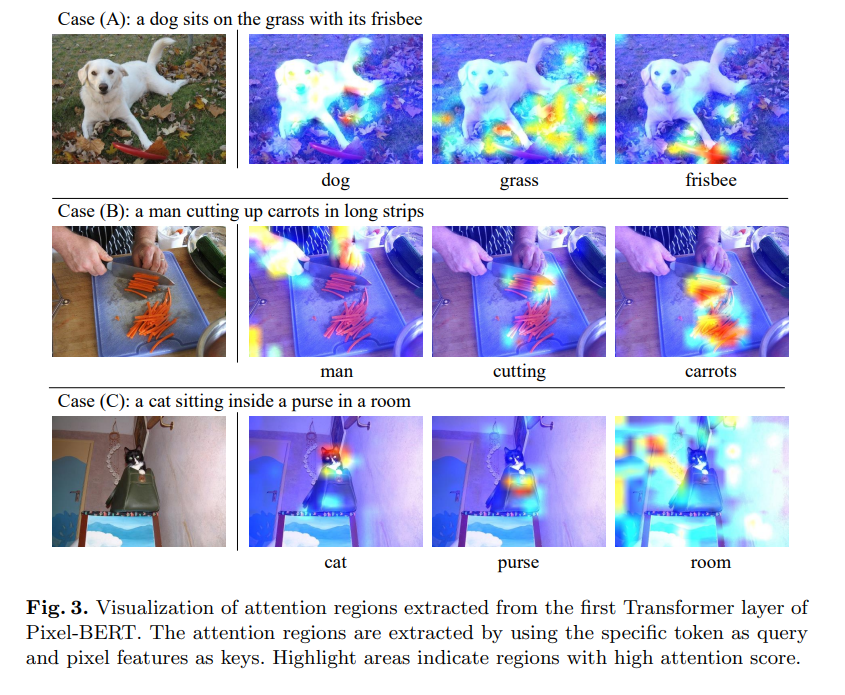 Case (A): a dog sits on the grass with its frisbee
dog grass frisbee
Case (B): a man cutting up carrots in long strips
man cutting carrots
Case (C): a cat sitting inside a purse in a room
cat purse room
Fig. 3. Visualization of attention regions extracted from the first Transformer layer of
Pixel-BERT. The attention regions are extracted by using the specific token as query
and pixel features as keys. Highlight areas indicate regions with high attention score.